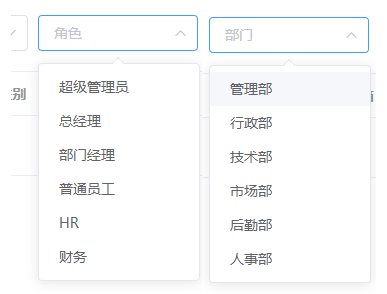 角色
部门
别
超级管理员
总经理
部门经理
普通员工
HR
财务
管理部
行政部
技术部
市场部
后勤部
人事部